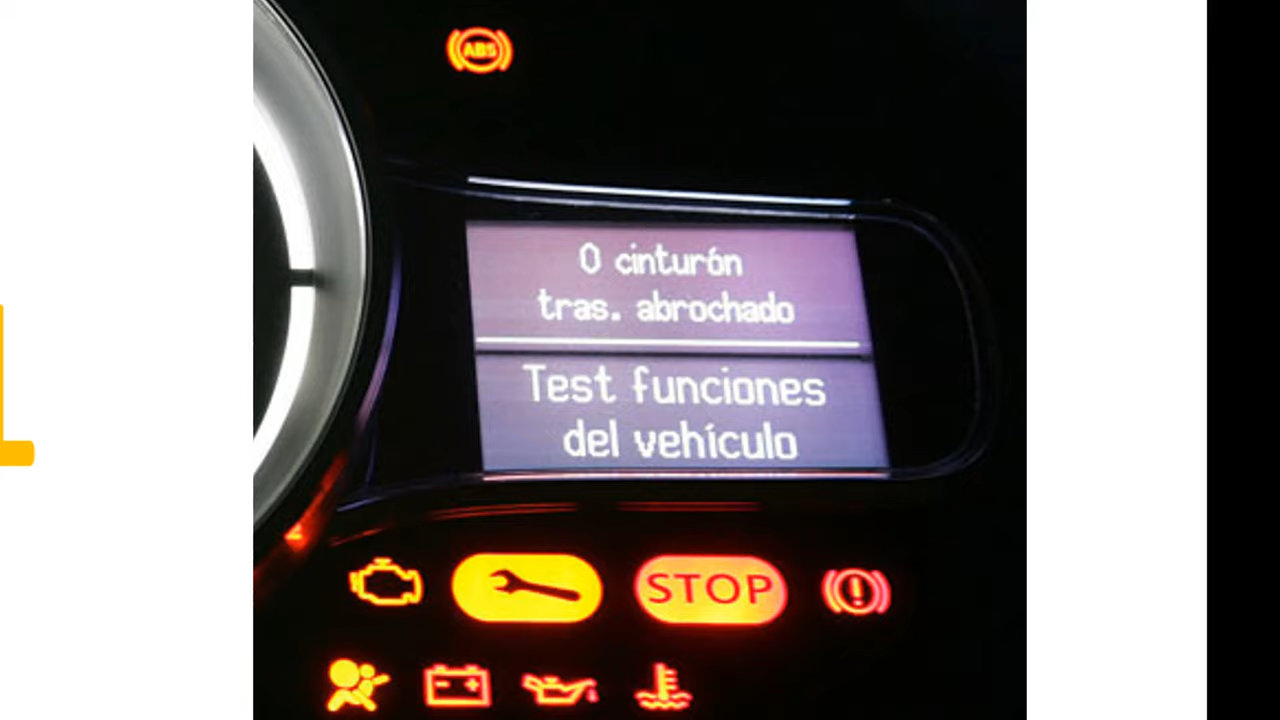 ABS
0 cinturón
tras. abrochado
Test funciones
del vehículo
STOP